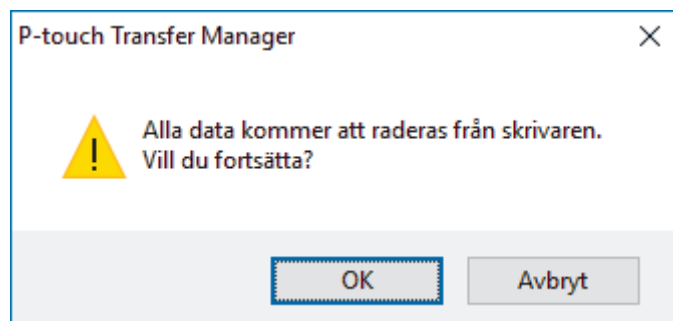 P-touch Transfer Manager
Alla data kommer att raderas från skrivaren.
Vill du fortsätta?
OK
Avbryt